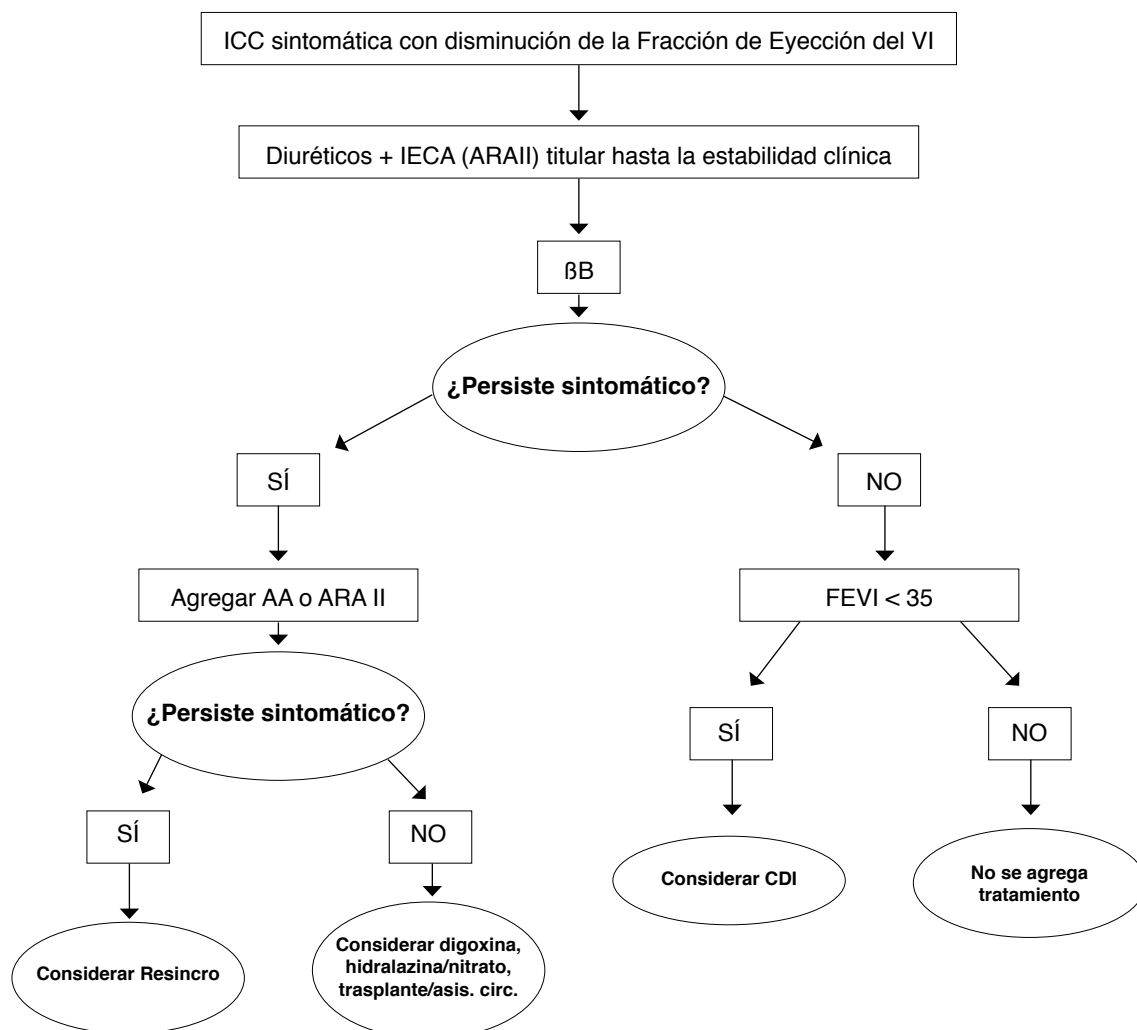 ICC sintomática con disminución de la Fracción de Eyección del VI
Diuréticos + IECA (ARAII) titular hasta la estabilidad clínica
ßB
¿Persiste sintomático?
SÍ
NO
Agregar AA o ARA II
FEVI < 35
¿Persiste sintomático?
SÍ
NO
SÍ
NO
Considerar Resincro
Considerar digoxina,
hidralazina/nitrato,
trasplante/asis. circ.
Considerar CDI
No se agrega
tratamiento